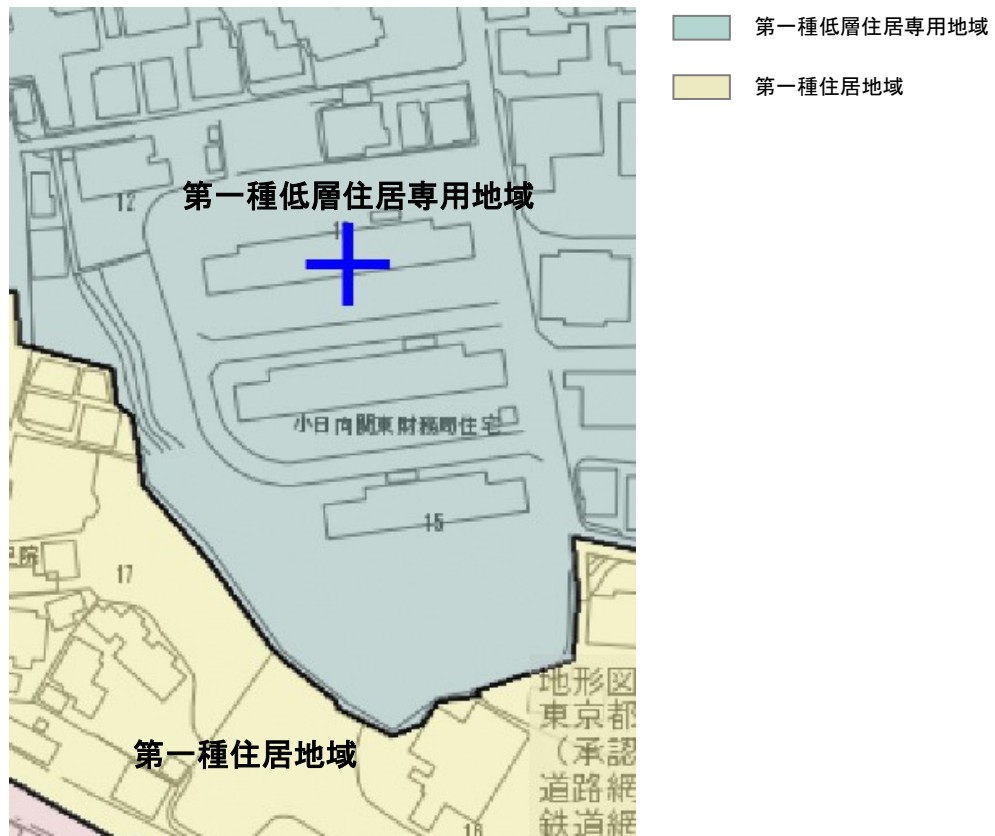 第一種低層住居専用地域
第一種住居地域
12
第一種低層住居専用地域
小日向関東財務局住宅
15
17
地形図
東京都
（承認
道路網
鉄道網
第一種住居地域
16